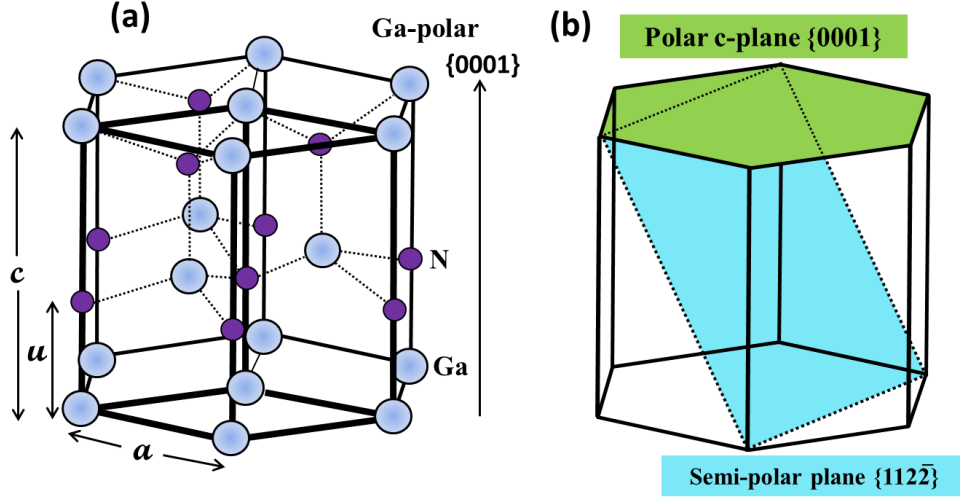 (a)
Ga-polar
{0001}
c
u
a
N
Ga
(b)
Polar c-plane {0001}
Semi-polar plane {112̅2̅}